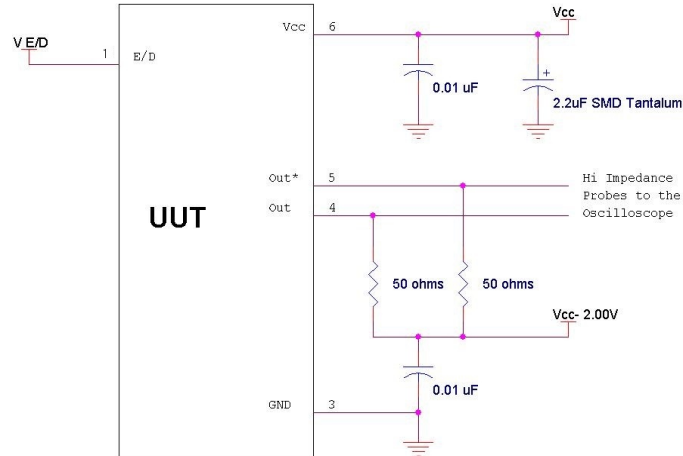 Vcc
Vcc
6
V E/D
1
E/D
0.01 uF
+
2.2uF SMD Tantalum
Out*
5
Hi Impedance
Probes to the
Oscilloscope
Out
4
UUT
50 ohms
50 ohms
Vcc- 2.00V
0.01 uF
GND
3